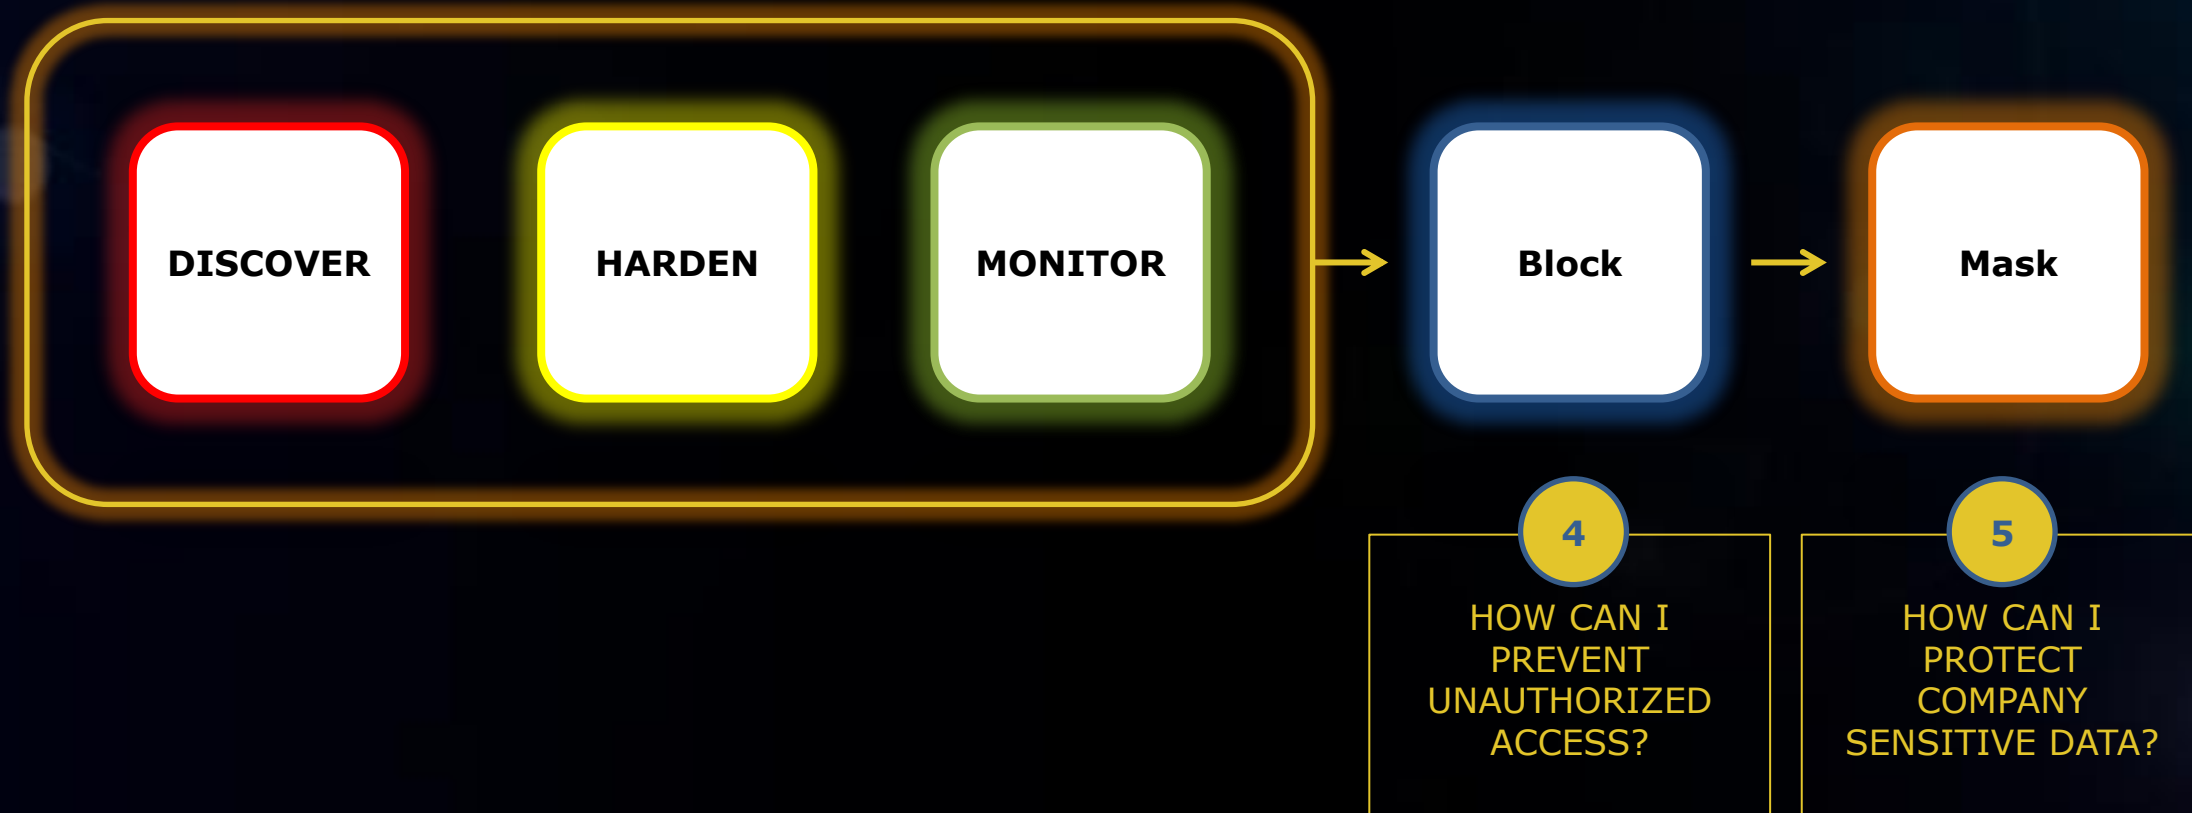 DISCOVER
HARDEN
MONITOR
Block
Mask
4
HOW CAN I
PREVENT
UNAUTHORIZED
ACCESS?
5
HOW CAN I
PROTECT
COMPANY
SENSITIVE DATA?